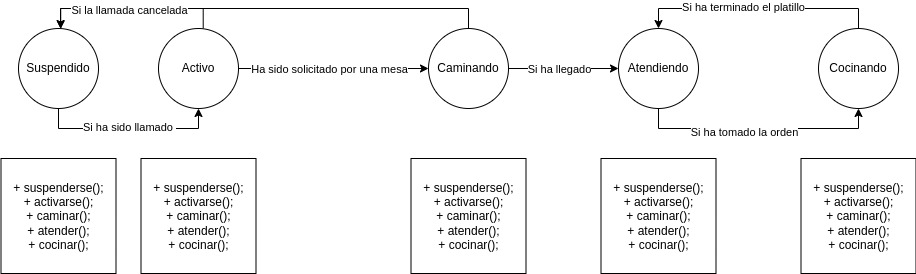 Si la llamada cancelada
Si ha terminado el platillo
Suspendido
Activo
Ha sido solicitado por una mesa
Caminando
Si ha llegado
Atendiendo
Cocinando
Si ha sido llamado
Si ha tomado la orden
+ suspenderse();
+ activarse();
+ caminar();
+ atender();
+ cocinar();
+ suspenderse();
+ activarse();
+ caminar();
+ atender();
+ cocinar();
+ suspenderse();
+ activarse();
+ caminar();
+ atender();
+ cocinar();
+ suspenderse();
+ activarse();
+ caminar();
+ atender();
+ cocinar();
+ suspenderse();
+ activarse();
+ caminar();
+ atender();
+ cocinar();